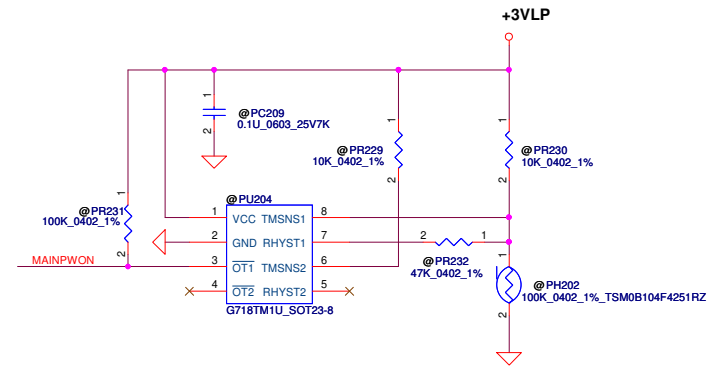 +3VLP
1
@PC209
0.1U_0603_25V7K
2
1
@PR229
10K_0402_1%
2
1
@PR230
10K_0402_1%
2
1
@PR231
100K_0402_1%
2
@PU204
1 VCC TMSNS1 8
2 GND RHYST1 7
3 OT1 TMSNS2 6
4 OT2 RHYST2 5
G718TM1U_SOT23-8
MAINPWON
2 1
@PR232
47K_0402_1%
1
@PH202
100K_0402_1%_TSM0B104F4251RZ
2